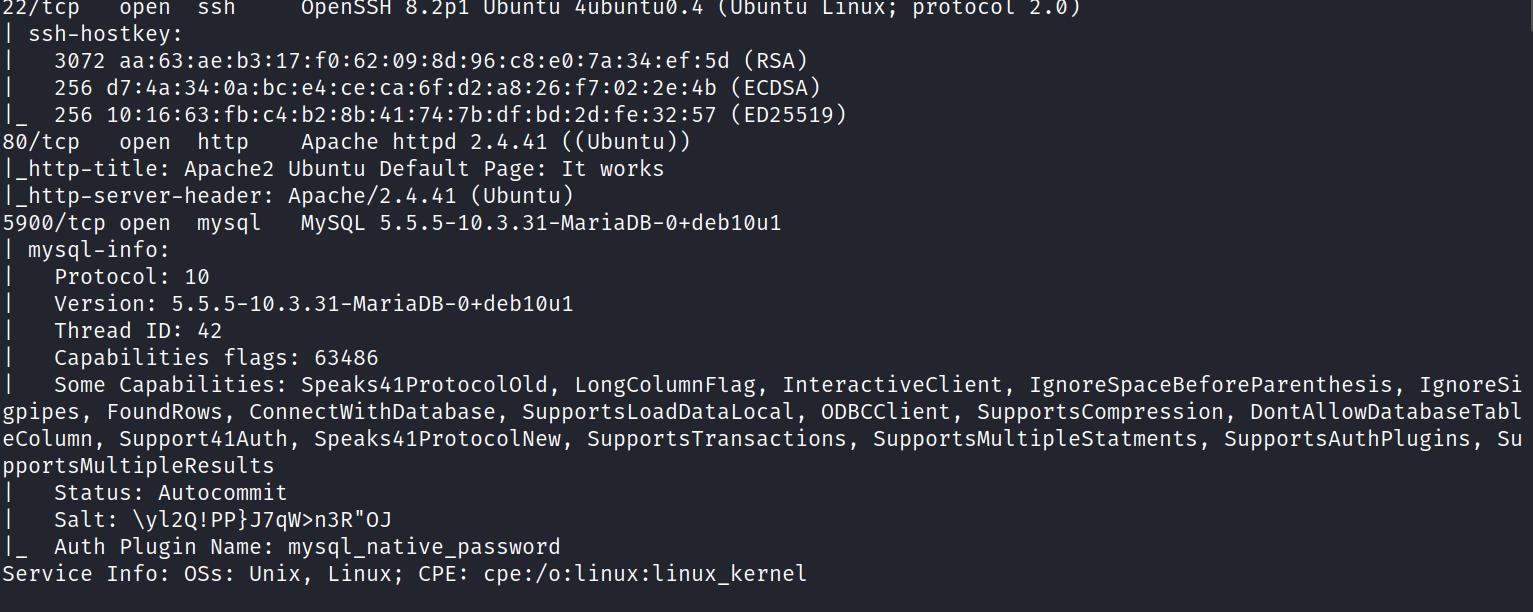 22/tcp   open  ssh     OpenSSH 8.2p1 Ubuntu 4ubuntu0.4 (Ubuntu Linux; protocol 2.0)
| ssh-hostkey:
|   3072 aa:63:ae:b3:17:f0:62:09:8d:96:c8:e0:7a:34:ef:5d (RSA)
|   256 d7:4a:34:0a:bc:e4:ce:ca:6f:d2:a8:26:f7:02:2e:4b (ECDSA)
|_  256 10:16:63:fb:c4:b2:8b:41:74:7b:df:bd:2d:fe:32:57 (ED25519)
80/tcp   open  http    Apache httpd 2.4.41 ((Ubuntu))
|_http-title: Apache2 Ubuntu Default Page: It works
|_http-server-header: Apache/2.4.41 (Ubuntu)
5900/tcp open  mysql   MySQL 5.5.5-10.3.31-MariaDB-0+deb10u1
| mysql-info:
|   Protocol: 10
|   Version: 5.5.5-10.3.31-MariaDB-0+deb10u1
|   Thread ID: 42
|   Capabilities flags: 63486
|   Some Capabilities: Speaks41ProtocolOld, LongColumnFlag, InteractiveClient, IgnoreSpaceBeforeParenthesis, IgnoreSi
gpipes, FoundRows, ConnectWithDatabase, SupportsLoadDataLocal, ODBCClient, SupportsCompression, DontAllowDatabaseTabl
eColumn, Support41Auth, Speaks41ProtocolNew, SupportsTransactions, SupportsMultipleStatments, SupportsAuthPlugins, Su
pportsMultipleResults
|   Status: Autocommit
|   Salt: \yl2Q!PP}J7qW>n3R"OJ
|_  Auth Plugin Name: mysql_native_password
Service Info: OSs: Unix, Linux; CPE: cpe:/o:linux:linux_kernel